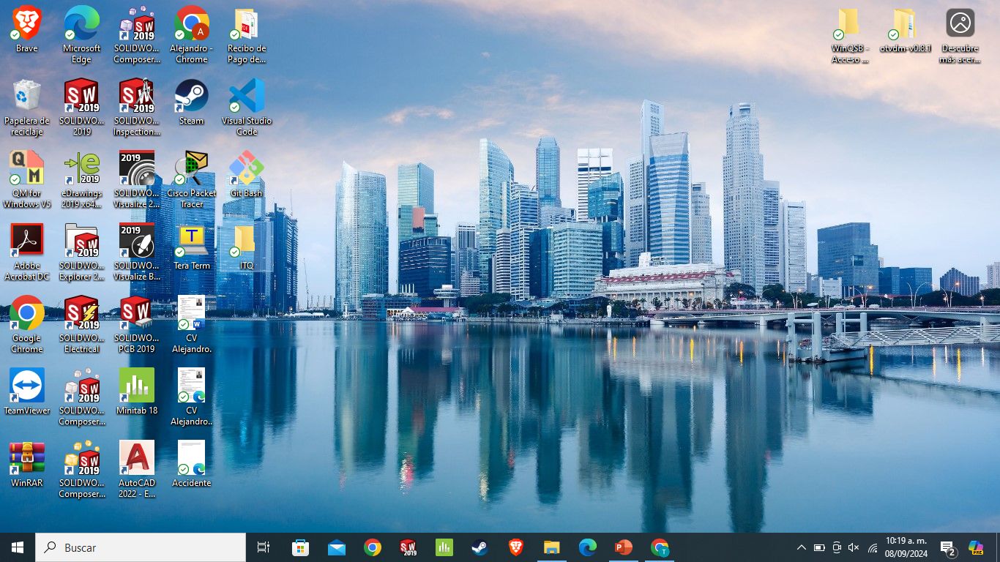 Brave
Microsoft
Edge
SOLIDWO...
Composer...
Alejandro -
Chrome
Recibo de
Pago de...
WinQSB -
Acceso ...
otvdm-v0.8.1
Descubre
más acer...
Papelera de
reciclaje
SOLIDWO...
2019
SOLIDWO...
Inspection...
Steam
Visual Studio
Code
QM for
Windows V5
eDrawings
2019 x64...
SOLIDWO...
Visualize 2...
Cisco Packet
Tracer
Git Bash
Adobe
Acrobat DC
SOLIDWO...
Explorer 2...
SOLIDWO...
Visualize B...
Tera Term
ITQ
Google
Chrome
SOLIDWO...
Electrical
SOLIDWO...
PCB 2019
CV
Alejandro.
TeamViewer
SOLIDWO...
Composer...
Minitab 18
CV
Alejandro..
WinRAR
SOLIDWO...
Composer...
AutoCAD
2022 - E...
Accidente
Buscar
10:19 a. m.
08/09/2024
2
PRE